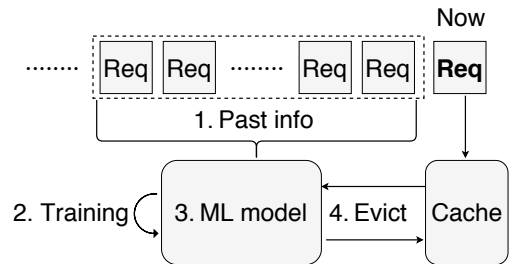 Now
........ Req Req ........ Req Req Req
1. Past info
2. Training 3. ML model 4. Evict Cache